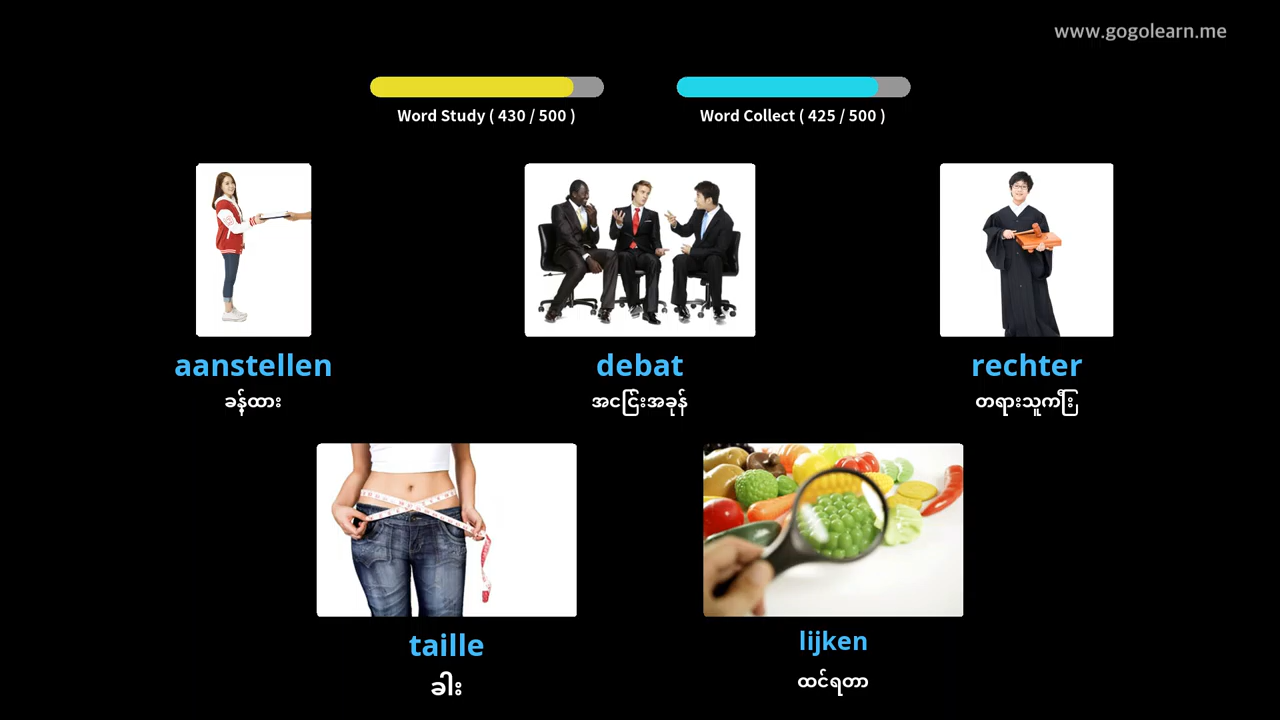 www.gogolearn.me
Word Study ( 430 / 500 )
Word Collect ( 425 / 500 )
aanstellen
ခန့်ထား
debat
အငြင်းအခုန်
rechter
တရားသူကြီး
taille
ခါး
lijken
ထင်ရတာ